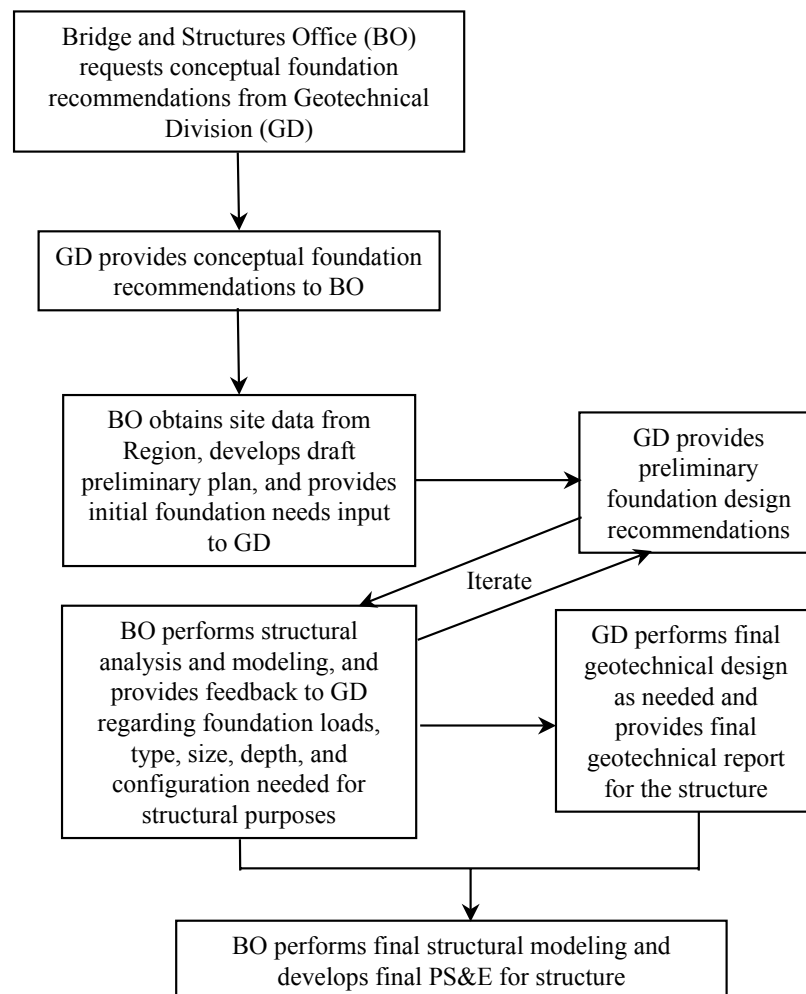 Bridge and Structures Office (BO)
requests conceptual foundation
recommendations from Geotechnical
Division (GD)
GD provides conceptual foundation
recommendations to BO
BO obtains site data from
Region, develops draft
preliminary plan, and provides
initial foundation needs input
to GD
GD provides
preliminary
foundation design
recommendations
Iterate
BO performs structural
analysis and modeling, and
provides feedback to GD
regarding foundation loads,
type, size, depth, and
configuration needed for
structural purposes
GD performs final
geotechnical design
as needed and
provides final
geotechnical report
for the structure
BO performs final structural modeling and
develops final PS&E for structure